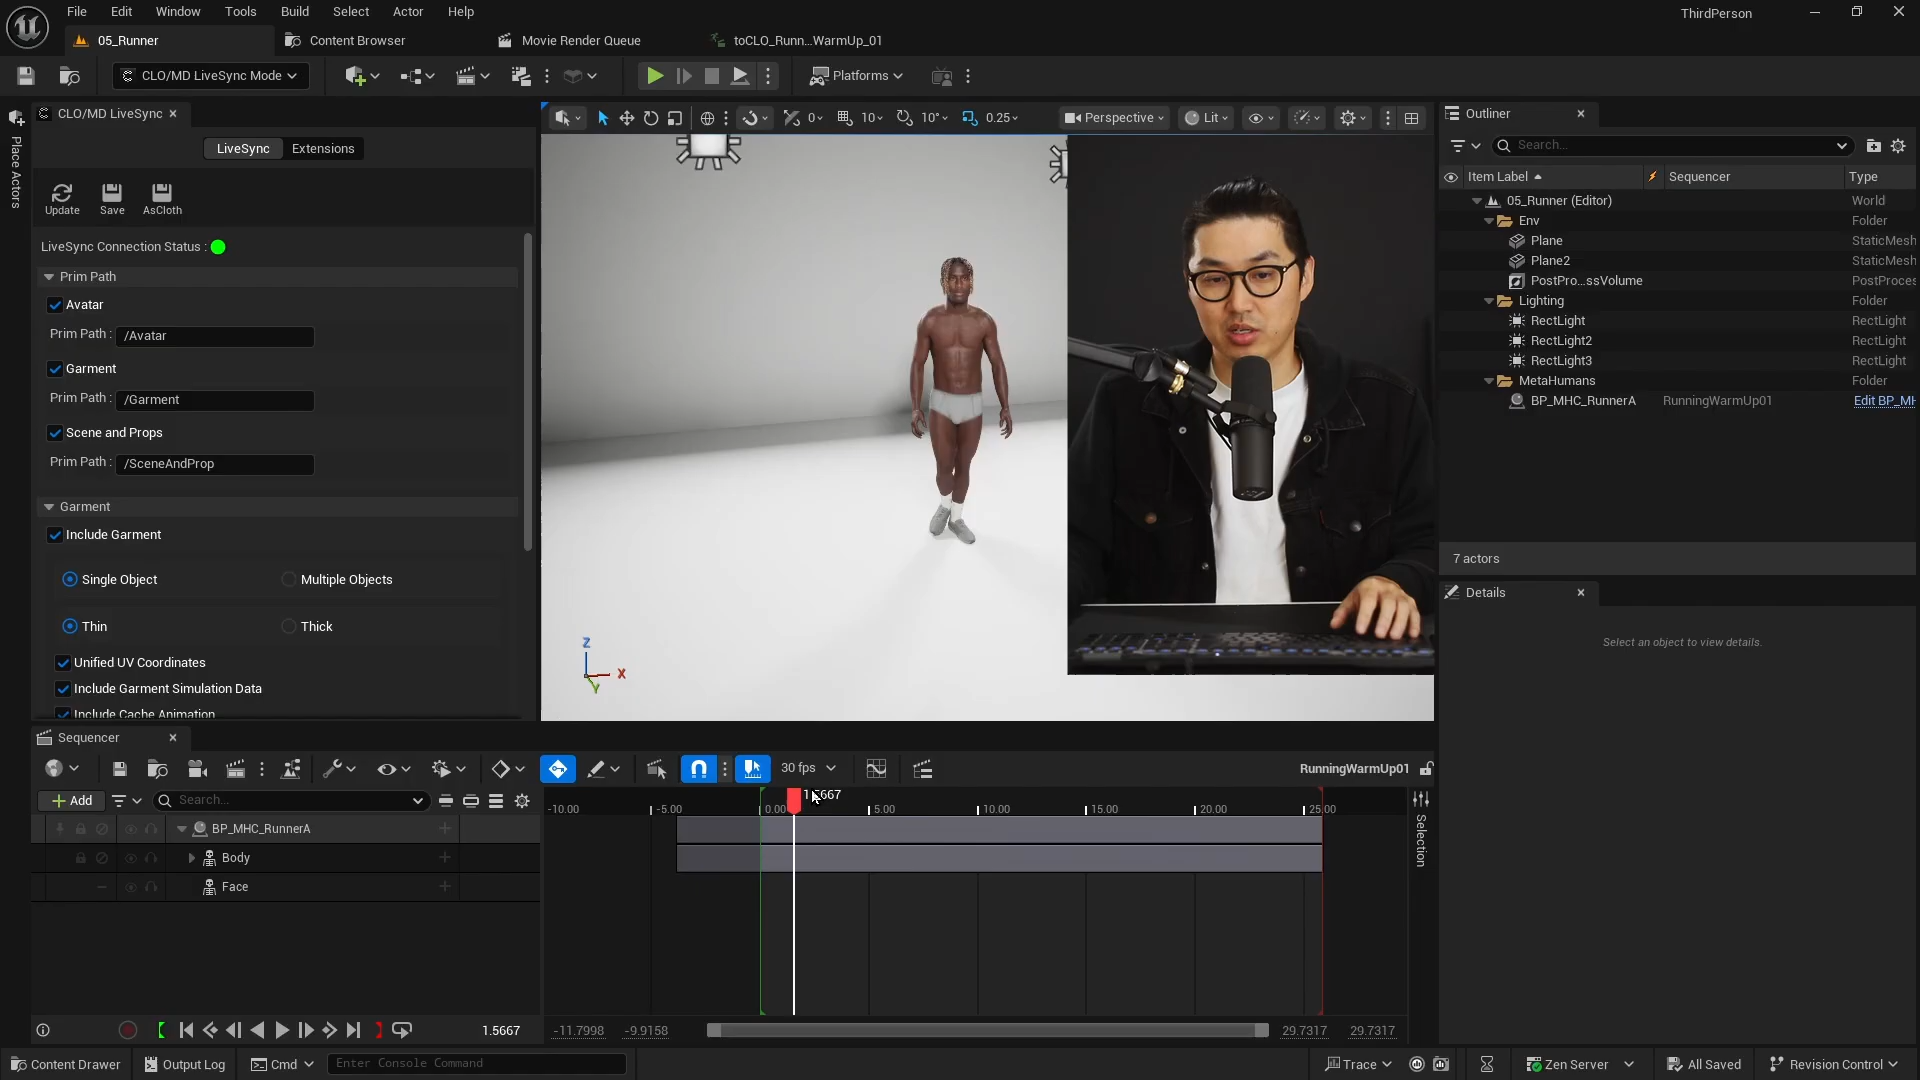 File Edit Window Tools Build Select Actor Help
ThirdPerson
05_Runner
Content Browser
Movie Render Queue
toCLO_Runn...WarmUp_01
CLO/MD LiveSync Mode
Platforms
Place Actors
CLO/MD LiveSync
LiveSync Extensions
Update Save AsCloth
LiveSync Connection Status :
Prim Path
Avatar
Prim Path : /Avatar
Garment
Prim Path : /Garment
Scene and Props
Prim Path : /SceneAndProp
Garment
Include Garment
Single Object Multiple Objects
Thin Thick
Unified UV Coordinates
Include Garment Simulation Data
Include Cache Animation
0 10 10° 0.25
Perspective Lit
Z
X
Y
Outliner
Search...
Item Label Sequencer Type
05_Runner (Editor) World
Env Folder
Plane StaticMesh
Plane2 StaticMesh
PostPro...ssVolume PostProces
Lighting Folder
RectLight RectLight
RectLight2 RectLight
RectLight3 RectLight
MetaHumans Folder
BP_MHC_RunnerA RunningWarmUp01 Edit BP_MH
7 actors
Details
Select an object to view details.
Sequencer
30 fps
RunningWarmUp01
Add
Search...
BP_MHC_RunnerA
Body
Face
-10.00 -5.00 0.00 5.00 10.00 15.00 20.00 25.00
Selection
1.5667
-11.7998 -9.9158 29.7317 29.7317
Content Drawer
Output Log
Cmd
Enter Console Command
Trace
Zen Server
All Saved
Revision Control